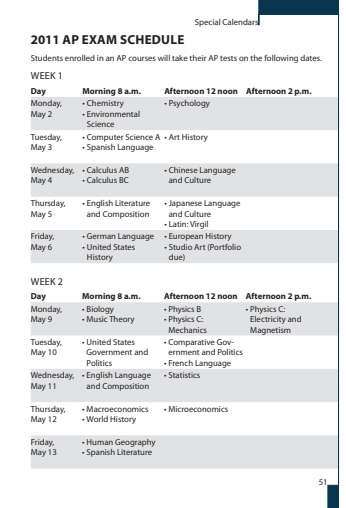 Special Calendars
2011 AP EXAM SCHEDULE
Students enrolled in an AP courses will take their AP tests on the following dates.
WEEK 1
Day Morning 8 a.m. Afternoon 12 noon Afternoon 2 p.m.
Monday, • Chemistry • Psychology
May 2 • Environmental
Science
Tuesday, • Computer Science A • Art History
May 3 • Spanish Language
Wednesday, • Calculus AB • Chinese Language
May 4 • Calculus BC and Culture
Thursday, • English Literature • Japanese Language
May 5 and Composition and Culture
• Latin: Virgil
Friday, • German Language • European History
May 6 • United States • Studio Art (Portfolio
History due)
WEEK 2
Day Morning 8 a.m. Afternoon 12 noon Afternoon 2 p.m.
Monday, • Biology • Physics B • Physics C:
May 9 • Music Theory • Physics C: Electricity and
Mechanics Magnetism
Tuesday, • United States • Comparative Gov-
May 10 Government and ernment and Politics
Politics • French Language
Wednesday, • English Language • Statistics
May 11 and Composition
Thursday, • Macroeconomics • Microeconomics
May 12 • World History
Friday, • Human Geography
May 13 • Spanish Literature
51